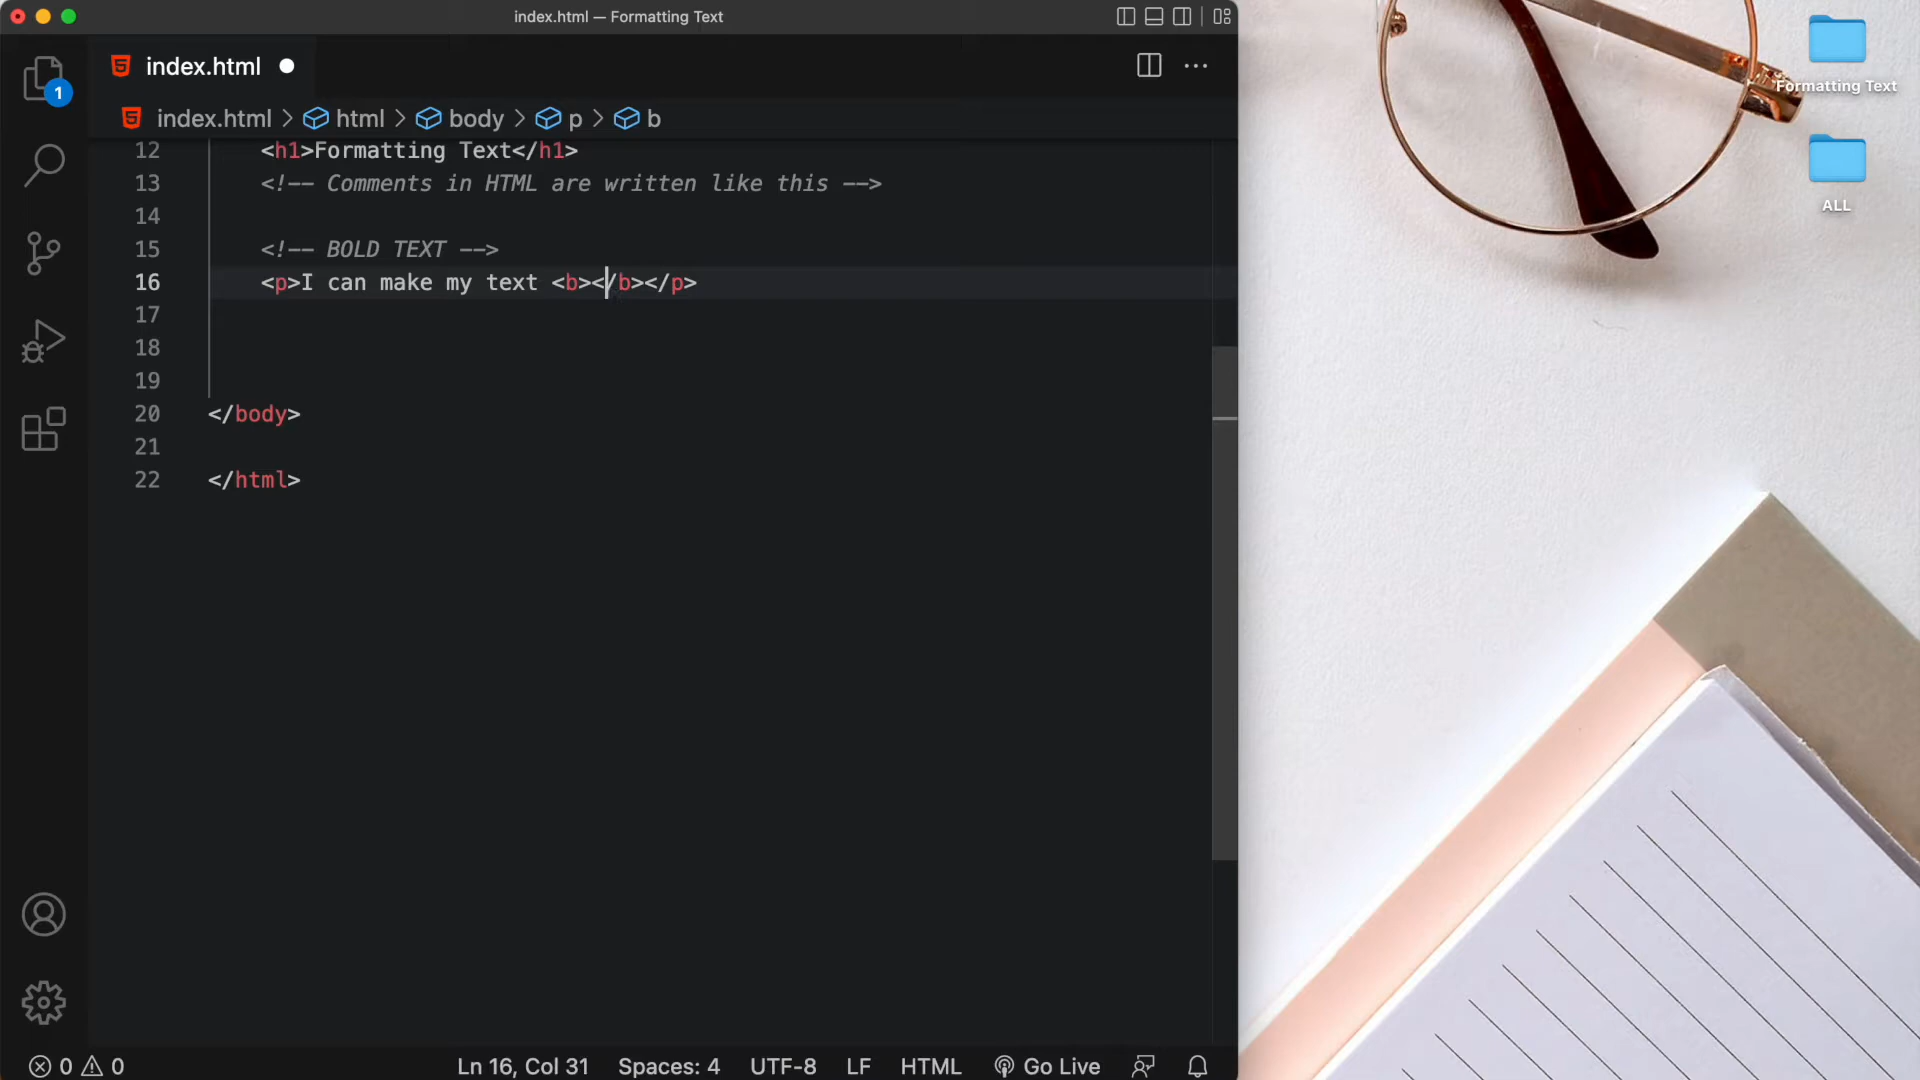 index.html — Formatting Text
index.html
1
index.html > html > body > p > b
12 <h1>Formatting Text</h1>
13 <!-- Comments in HTML are written like this -->
14
15 <!-- BOLD TEXT -->
16 <p>I can make my text <b></b></p>
17
18
19
20 </body>
21
22 </html>
0 0 Ln 16, Col 31 Spaces: 4 UTF-8 LF HTML Go Live
Formatting Text
ALL